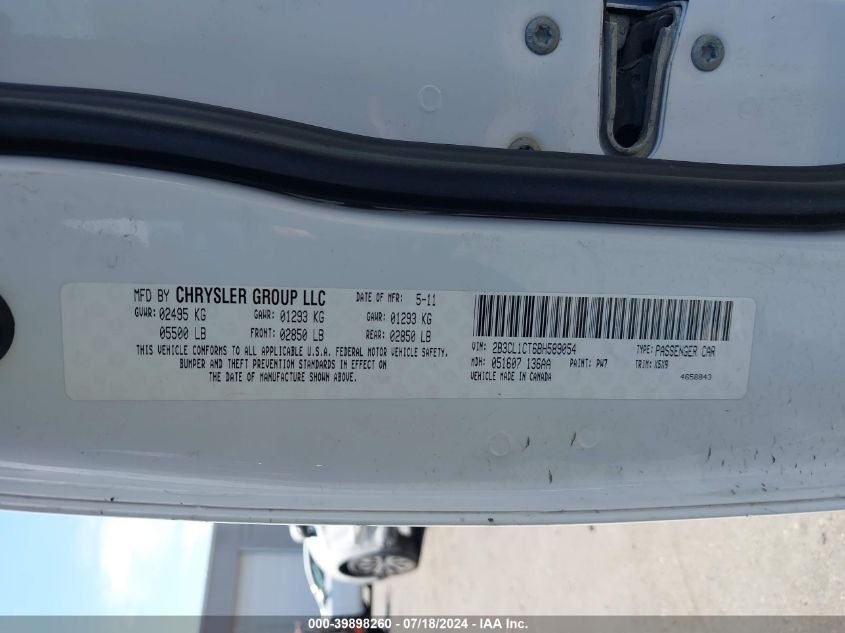 MFD BY CHRYSLER GROUP LLC DATE OF MFR: 5-11
GVWR: 02495 KG GAWR: 01293 KG GAWR: 01293 KG
05500 LB FRONT: 02850 LB REAR: 02850 LB
THIS VEHICLE CONFORMS TO ALL APPLICABLE U.S.A. FEDERAL MOTOR VEHICLE SAFETY,
BUMPER AND THEFT PREVENTION STANDARDS IN EFFECT ON
THE DATE OF MANUFACTURE SHOWN ABOVE.
VIN: 2B3CL1CT6BH589054 TYPE: PASSENGER CAR
MDH: 051607 136AA PAINT: PW7 TRIM: X5X9
VEHICLE MADE IN CANADA 4658843
000-39898260 - 07/18/2024 - IAA Inc.